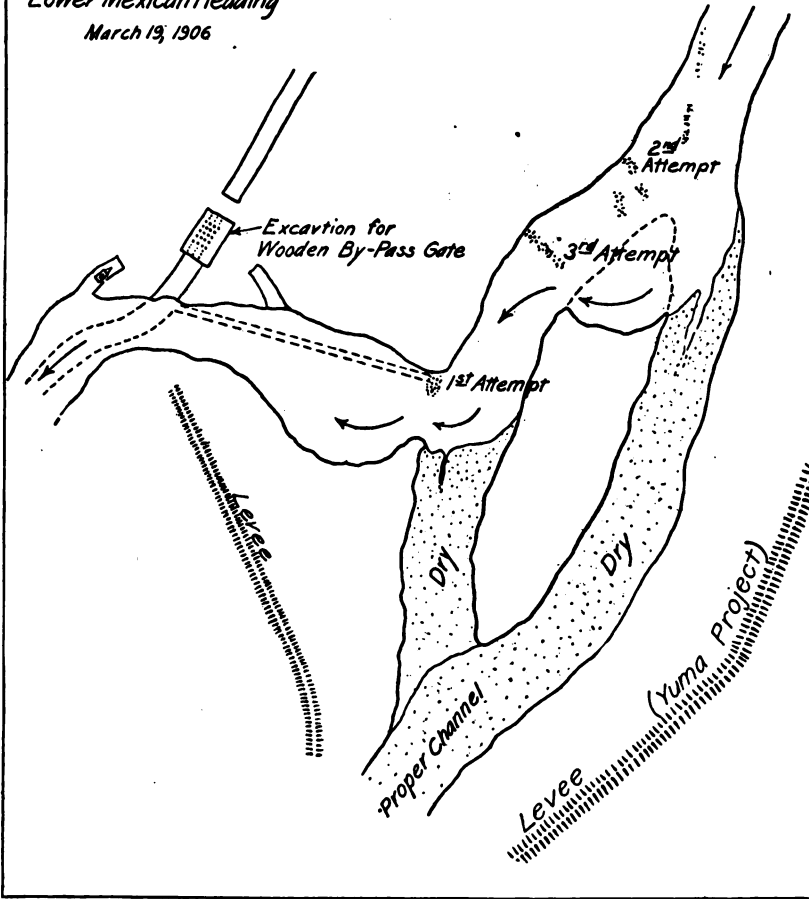 Lower Mexican Heading
March 19, 1906
2nd
Attempt
Excavtion for
Wooden By-Pass Gate
3rd Attempt
1st Attempt
Levee
Dry
Dry
(Yuma Project)
Proper Channel
Levee